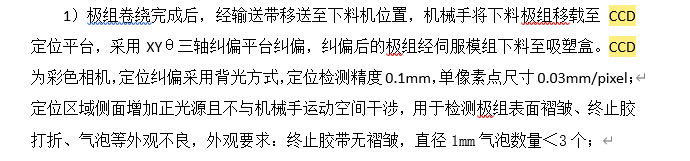 1）极组卷绕完成后，经输送带移送至下料机位置，机械手将下料极组移载至 CCD
定位平台，采用 XYθ三轴纠偏平台纠偏，纠偏后的极组经伺服模组下料至吸塑盒。CCD
为彩色相机，定位纠偏采用背光方式，定位检测精度 0.1mm，单像素点尺寸 0.03mm/pixel；
定位区域侧面增加正光源且不与机械手运动空间干涉，用于检测极组表面褶皱、终止胶
打折、气泡等外观不良，外观要求：终止胶带无褶皱，直径 1mm 气泡数量＜3 个；